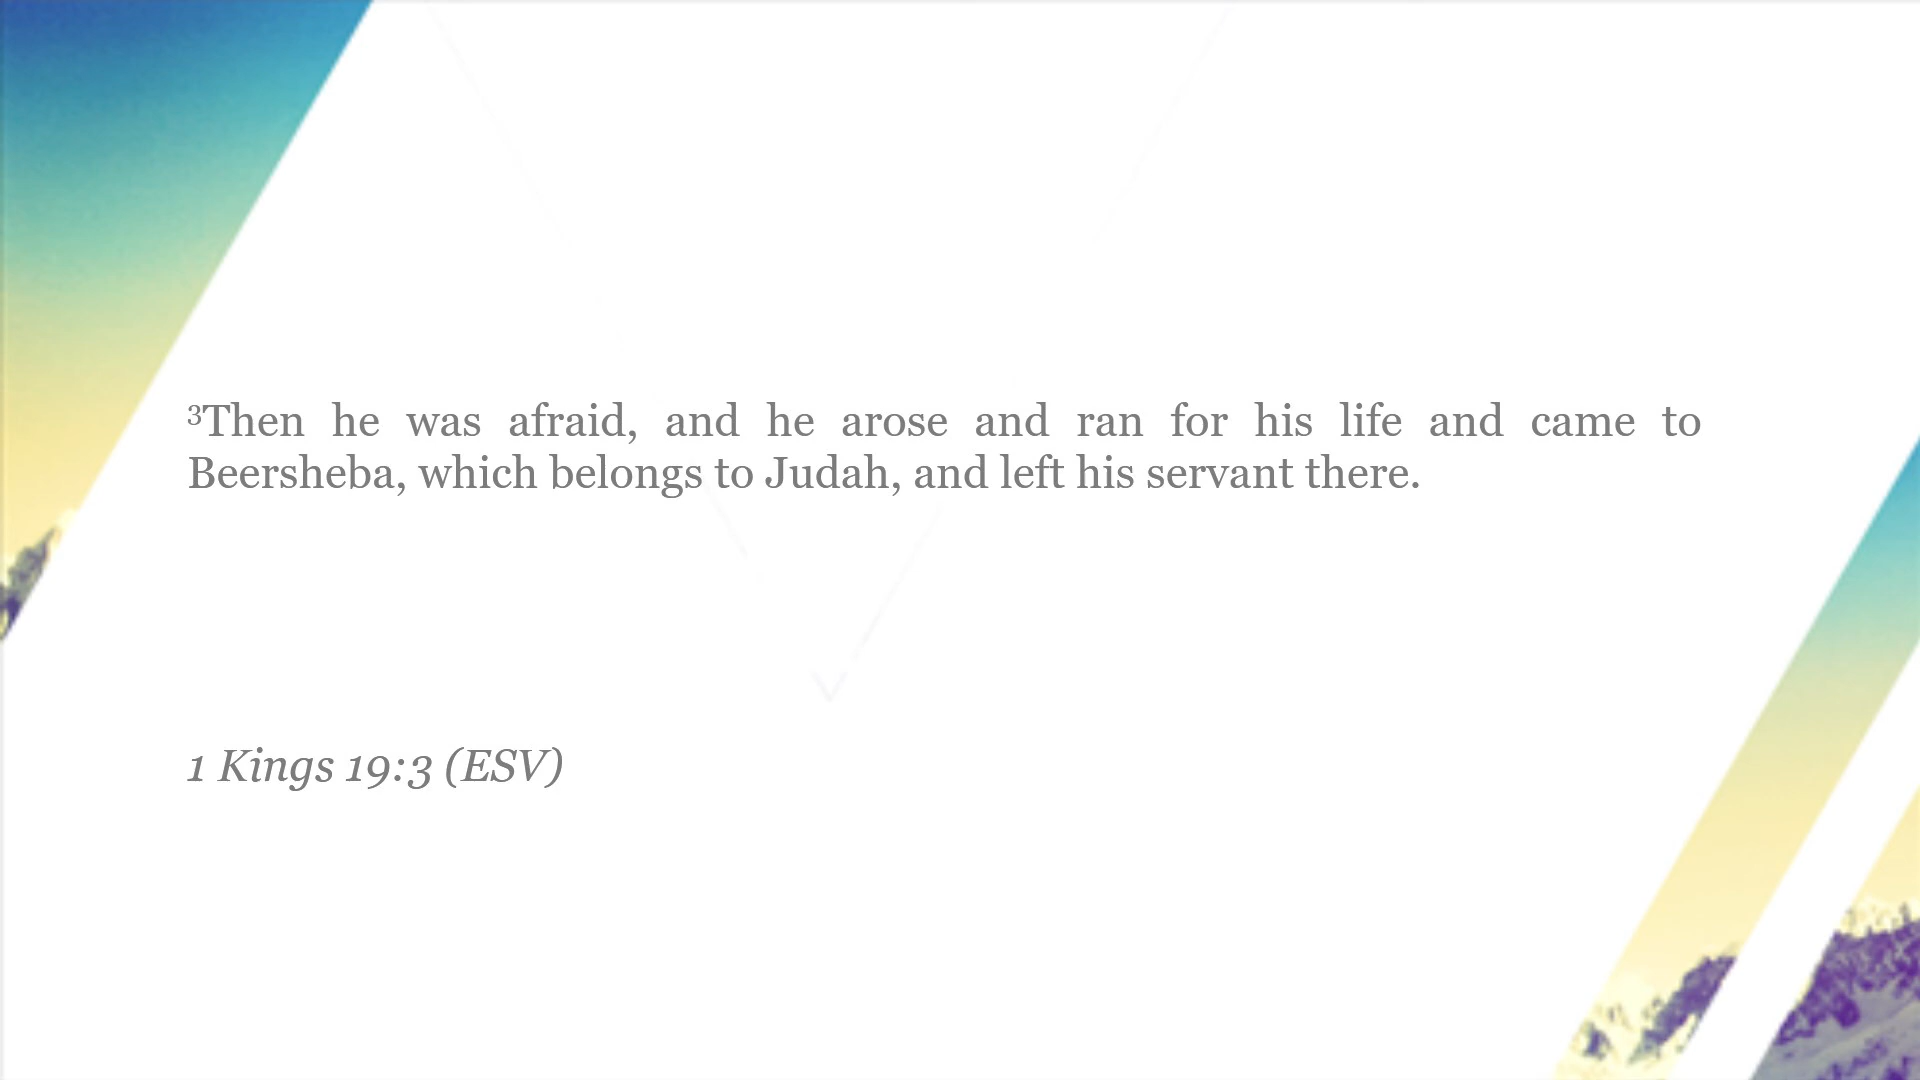 ³Then he was afraid, and he arose and ran for his life and came to
Beersheba, which belongs to Judah, and left his servant there.
1 Kings 19:3 (ESV)